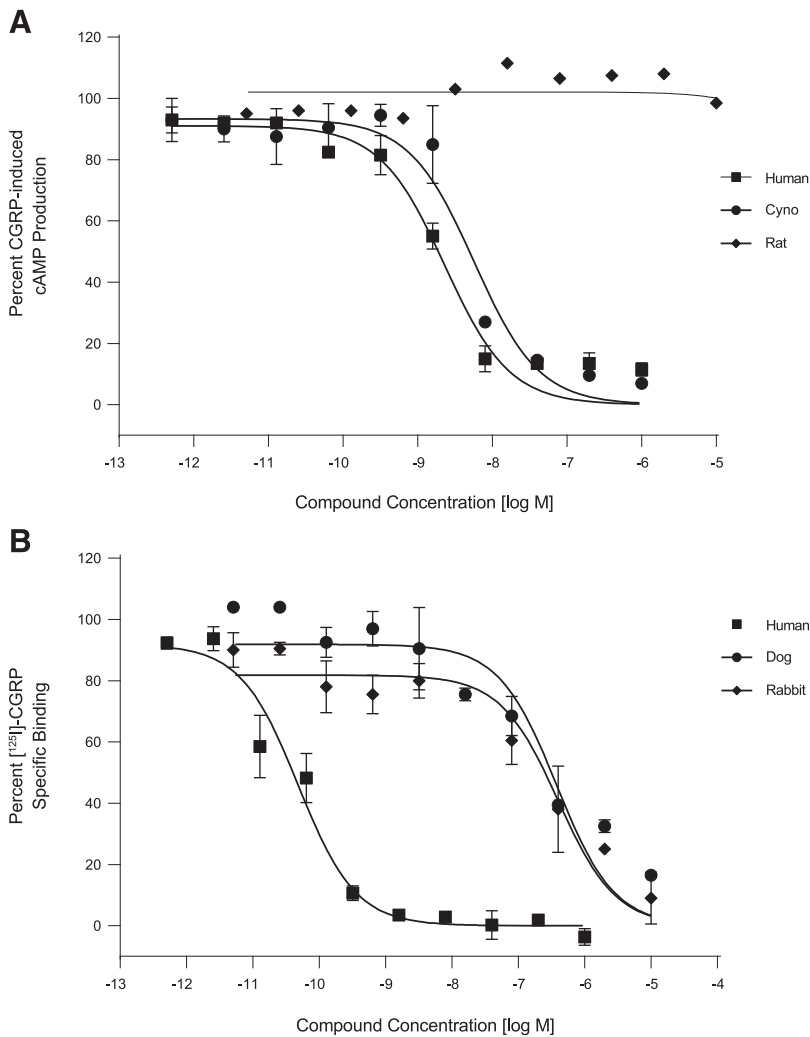 A
120
100
80
60
40
20
0
Percent CGRP-induced
cAMP Production
-13 -12 -11 -10 -9 -8 -7 -6 -5
Compound Concentration [log M]
Human
Cyno
Rat
B
120
100
80
60
40
20
0
Percent [¹²⁵I]-CGRP
Specific Binding
-13 -12 -11 -10 -9 -8 -7 -6 -5 -4
Compound Concentration [log M]
Human
Dog
Rabbit